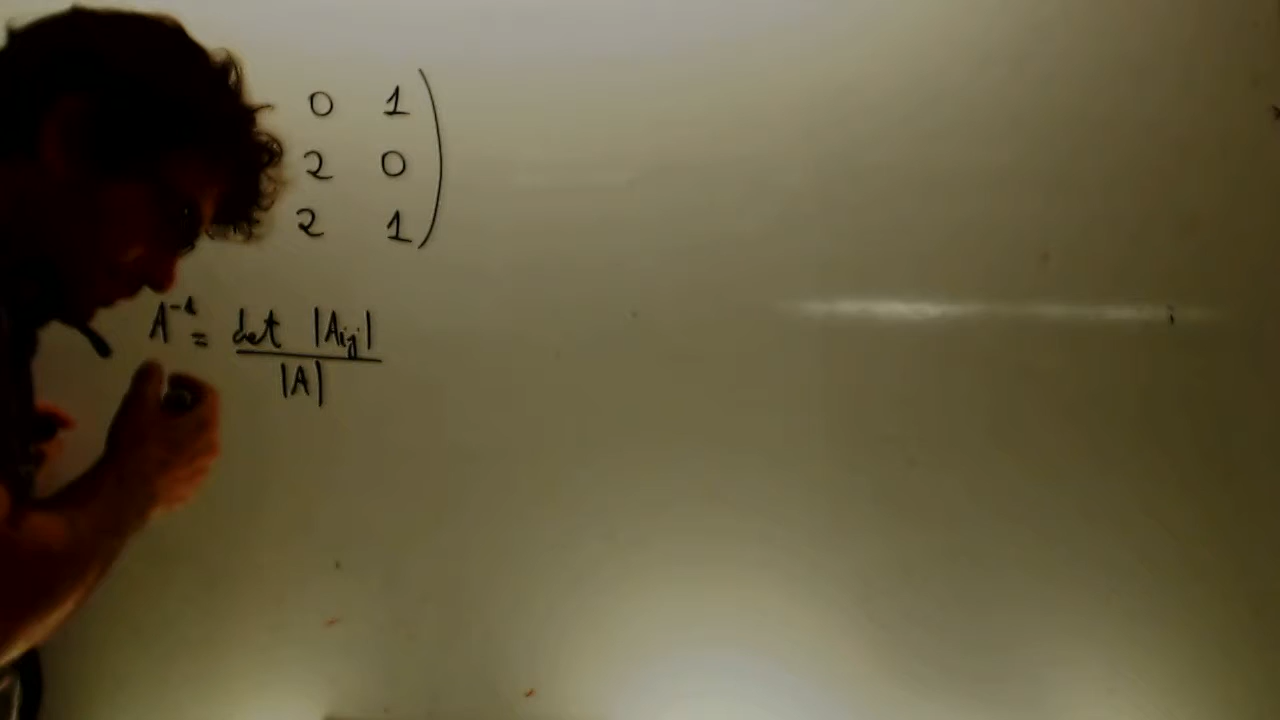 0 1
2 0
2 1 )
A⁻¹ = det |Aij|
|A|